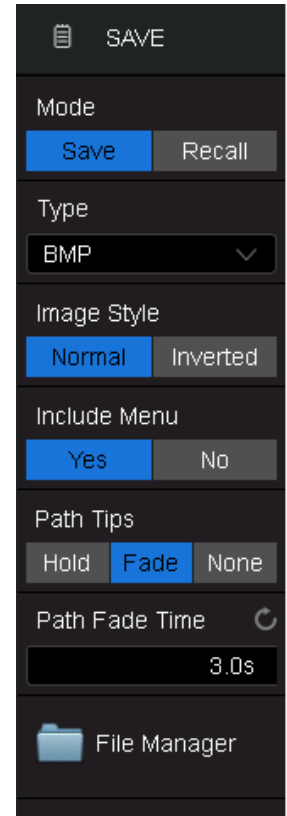 SAVE
Mode
Save Recall
Type
BMP
Image Style
Normal Inverted
Include Menu
Yes No
Path Tips
Hold Fade None
Path Fade Time
3.0s
File Manager